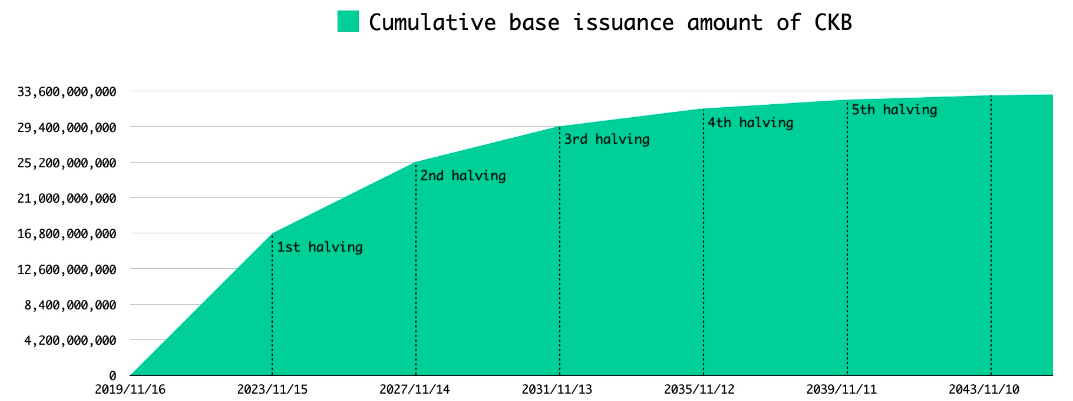 Cumulative base issuance amount of CKB
33,600,000,000
29,400,000,000
25,200,000,000
21,000,000,000
16,800,000,000
12,600,000,000
8,400,000,000
4,200,000,000
0
1st halving
2nd halving
3rd halving
4th halving
5th halving
2019/11/16 2023/11/15 2027/11/14 2031/11/13 2035/11/12 2039/11/11 2043/11/10